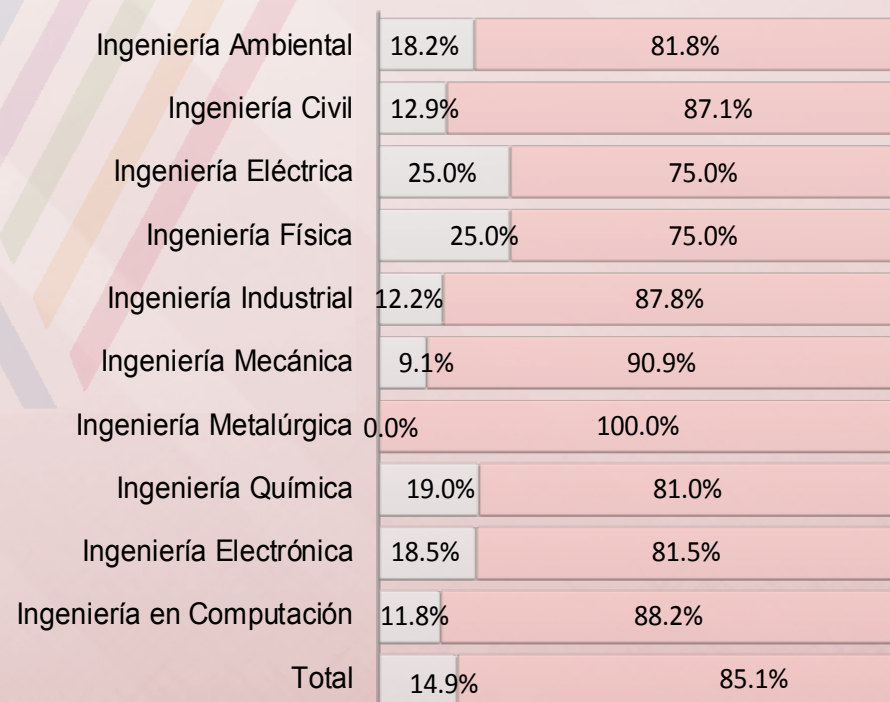 Ingeniería Ambiental 18.2% 81.8%
Ingeniería Civil 12.9% 87.1%
Ingeniería Eléctrica 25.0% 75.0%
Ingeniería Física 25.0% 75.0%
Ingeniería Industrial 12.2% 87.8%
Ingeniería Mecánica 9.1% 90.9%
Ingeniería Metalúrgica 0.0% 100.0%
Ingeniería Química 19.0% 81.0%
Ingeniería Electrónica 18.5% 81.5%
Ingeniería en Computación 11.8% 88.2%
Total 14.9% 85.1%